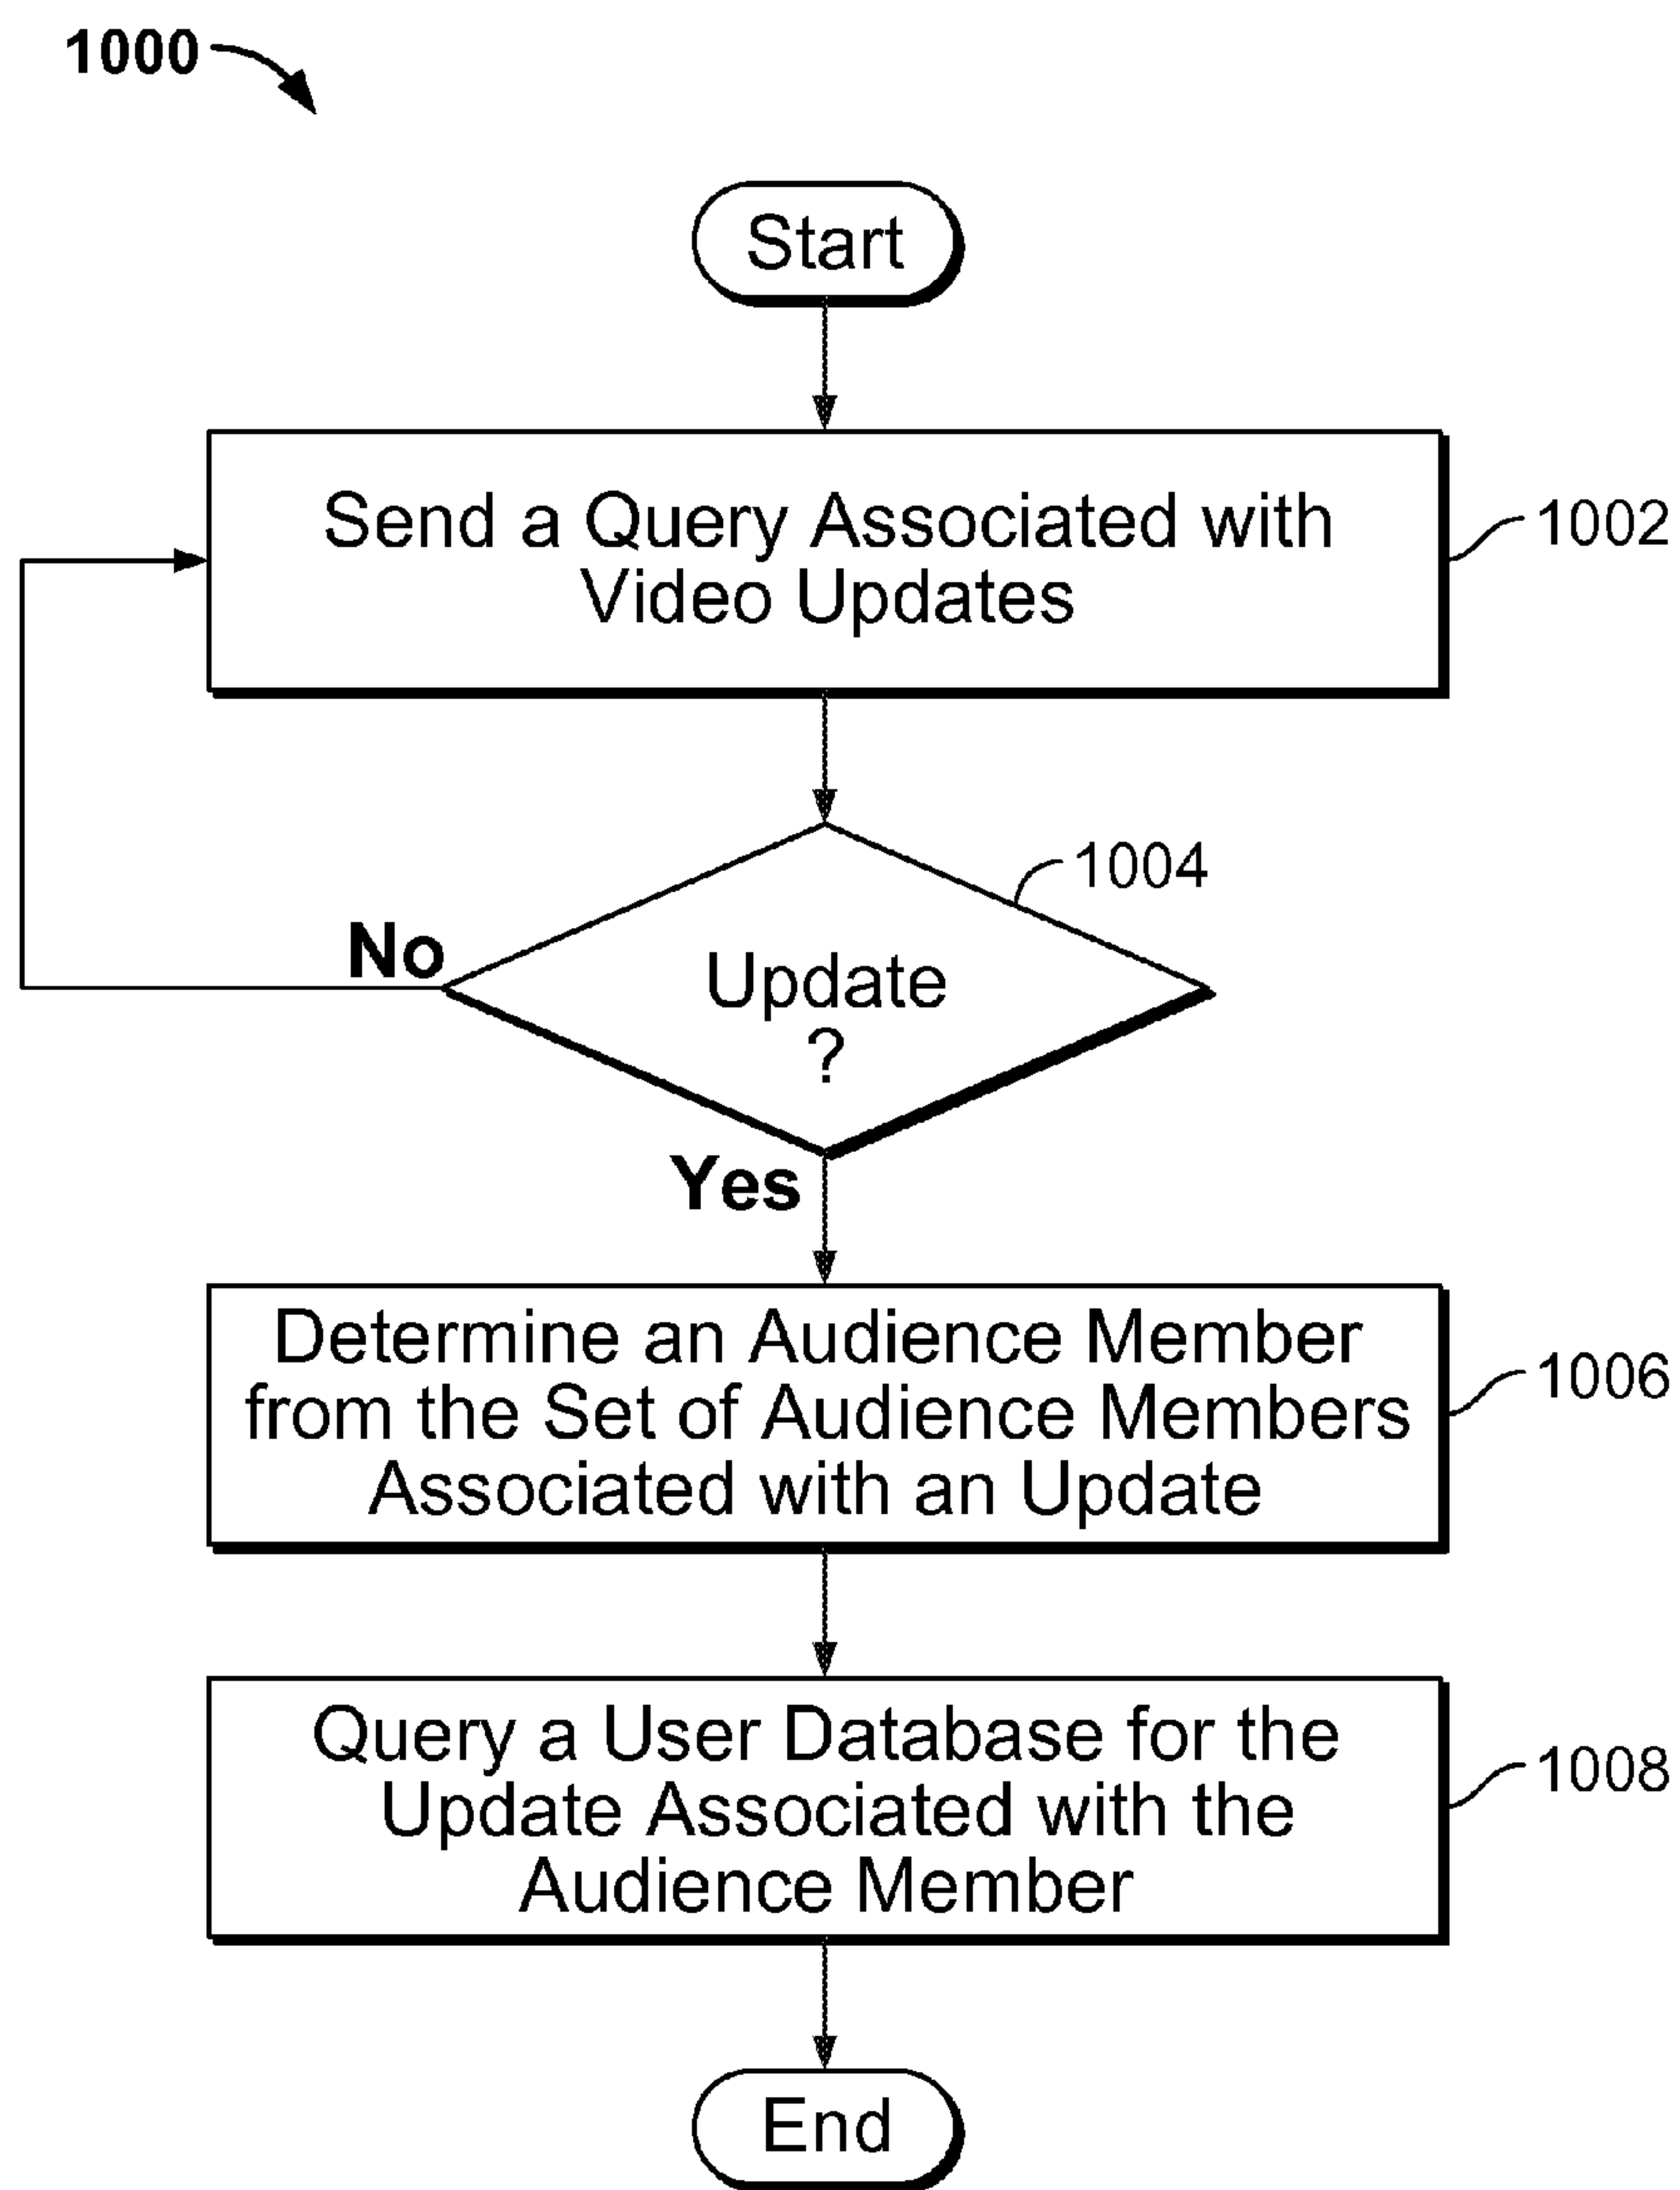 1000
Start
Send a Query Associated with
Video Updates
1002
1004
Update
?
No
Yes
Determine an Audience Member
from the Set of Audience Members
Associated with an Update
1006
Query a User Database for the
Update Associated with the
Audience Member
1008
End